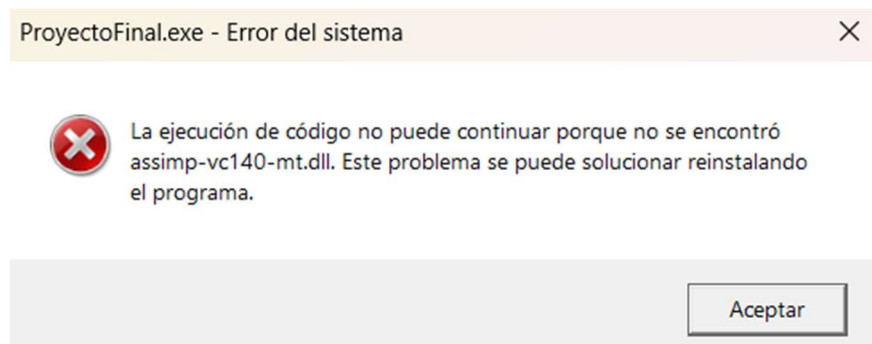 ProyectoFinal.exe - Error del sistema
La ejecución de código no puede continuar porque no se encontró
assimp-vc140-mt.dll. Este problema se puede solucionar reinstalando
el programa.
Aceptar